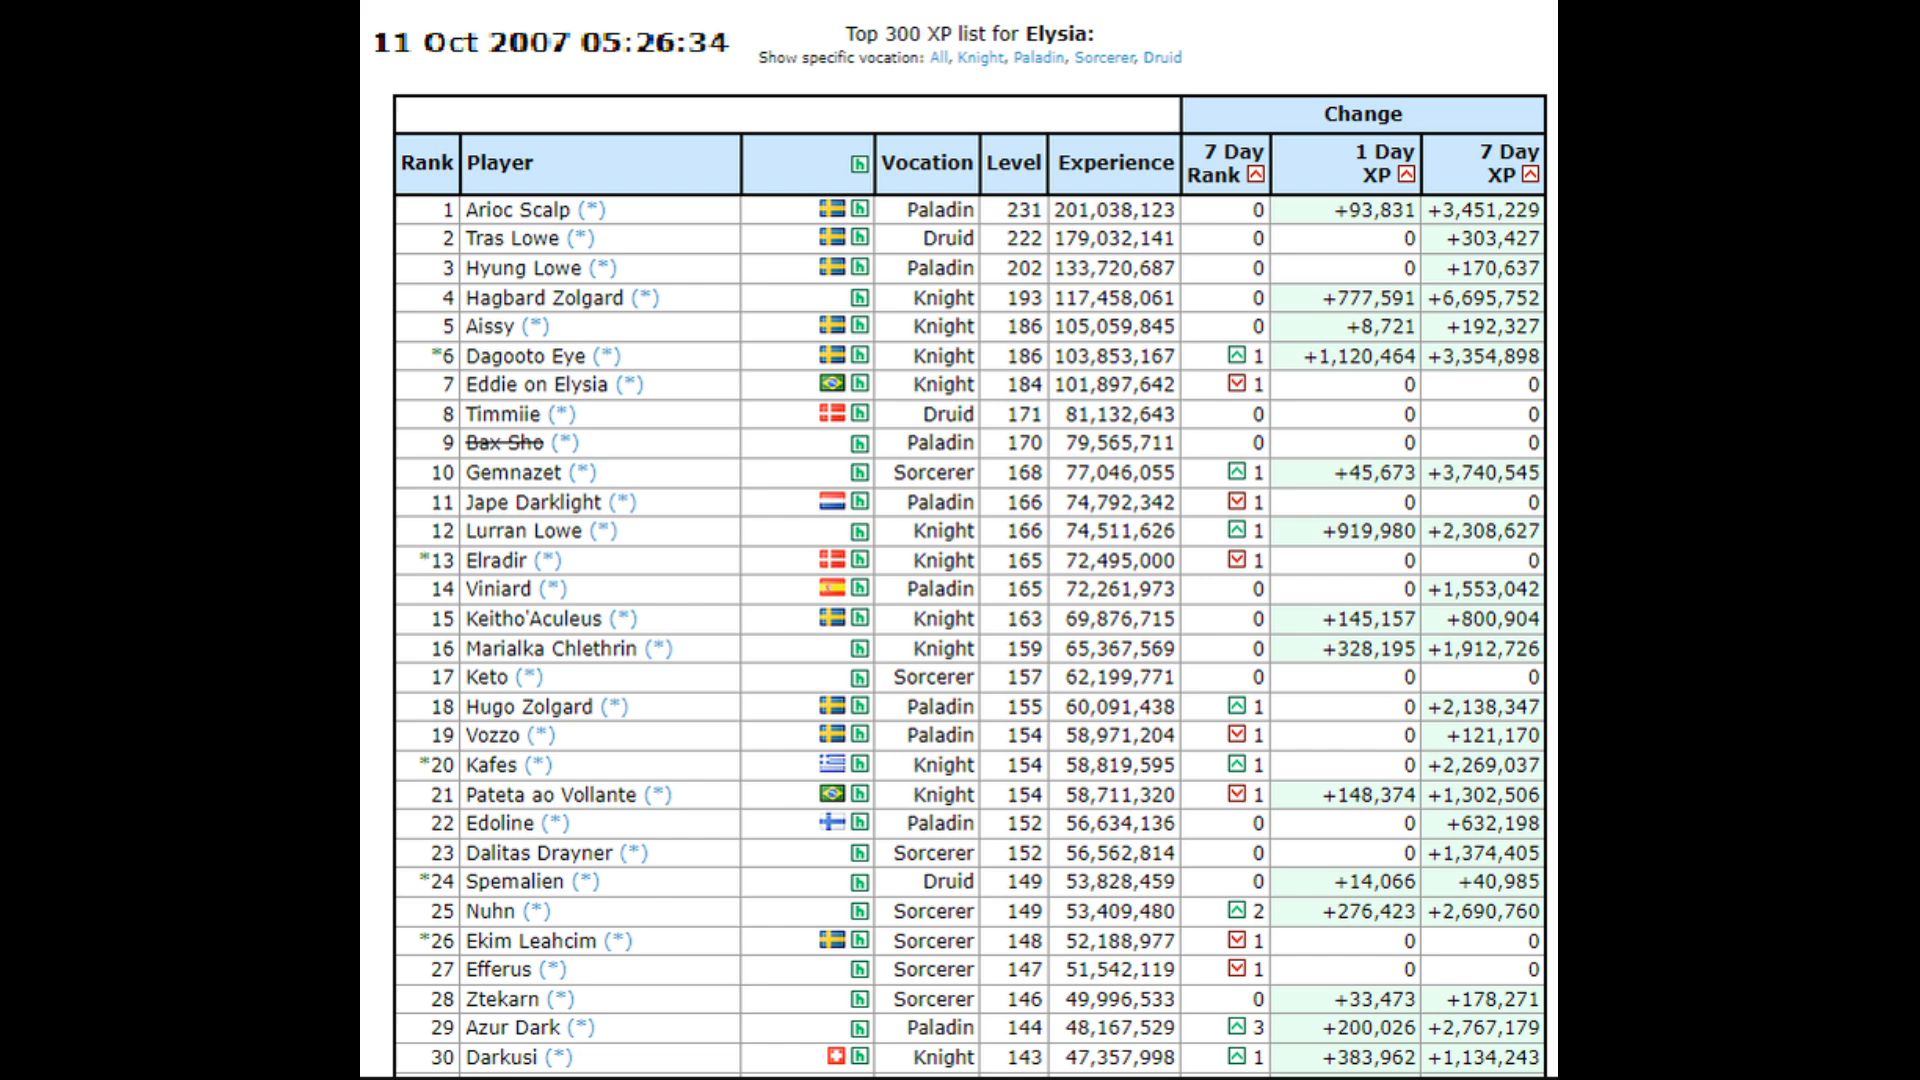 11 Oct 2007 05:26:34
Top 300 XP list for Elysia:
Show specific vocation: All, Knight, Paladin, Sorcerer, Druid
Change
Rank Player h Vocation Level Experience 7 Day Rank 1 Day XP 7 Day XP
1 Arioc Scalp (*) h Paladin 231 201,038,123 0 +93,831 +3,451,229
2 Tras Lowe (*) h Druid 222 179,032,141 0 0 +303,427
3 Hyung Lowe (*) h Paladin 202 133,720,687 0 0 +170,637
4 Hagbard Zolgard (*) h Knight 193 117,458,061 0 +777,591 +6,695,752
5 Aissy (*) h Knight 186 105,059,845 0 +8,721 +192,327
*6 Dagooto Eye (*) h Knight 186 103,853,167 1 +1,120,464 +3,354,898
7 Eddie on Elysia (*) h Knight 184 101,897,642 1 0 0
8 Timmiie (*) h Druid 171 81,132,643 0 0 0
9 Bax Sho (*) h Paladin 170 79,565,711 0 0 0
10 Gemnazet (*) h Sorcerer 168 77,046,055 1 +45,673 +3,740,545
11 Jape Darklight (*) h Paladin 166 74,792,342 1 0 0
12 Lurran Lowe (*) h Knight 166 74,511,626 1 +919,980 +2,308,627
*13 Elradir (*) h Knight 165 72,495,000 1 0 0
14 Viniard (*) h Paladin 165 72,261,973 0 0 +1,553,042
15 Keitho'Aculeus (*) h Knight 163 69,876,715 0 +145,157 +800,904
16 Marialka Chlethrin (*) h Knight 159 65,367,569 0 +328,195 +1,912,726
17 Keto (*) h Sorcerer 157 62,199,771 0 0 0
18 Hugo Zolgard (*) h Paladin 155 60,091,438 1 0 +2,138,347
19 Vozzo (*) h Paladin 154 58,971,204 1 0 +121,170
*20 Kafes (*) h Knight 154 58,819,595 1 0 +2,269,037
21 Pateta ao Vollante (*) h Knight 154 58,711,320 1 +148,374 +1,302,506
22 Edoline (*) h Paladin 152 56,634,136 0 0 +632,198
23 Dalitas Drayner (*) h Sorcerer 152 56,562,814 0 0 +1,374,405
*24 Spemalien (*) h Druid 149 53,828,459 0 +14,066 +40,985
25 Nuhn (*) h Sorcerer 149 53,409,480 2 +276,423 +2,690,760
*26 Ekim Leahcim (*) h Sorcerer 148 52,188,977 1 0 0
27 Efferus (*) h Sorcerer 147 51,542,119 1 0 0
28 Ztekarn (*) h Sorcerer 146 49,996,533 0 +33,473 +178,271
29 Azur Dark (*) h Paladin 144 48,167,529 3 +200,026 +2,767,179
30 Darkusi (*) h Knight 143 47,357,998 1 +383,962 +1,134,243